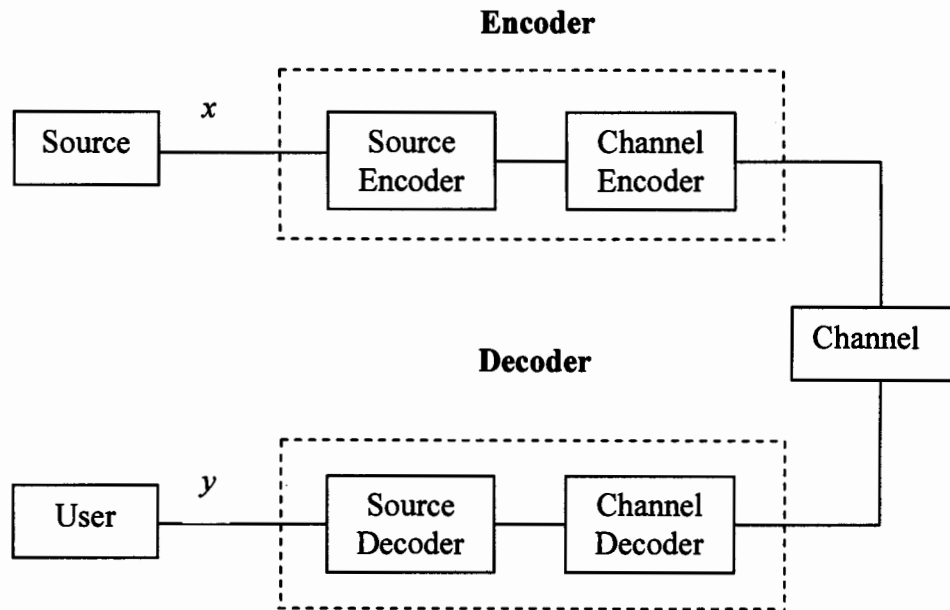 Encoder
x
Source
Source
Encoder
Channel
Encoder
Channel
Decoder
y
User
Source
Decoder
Channel
Decoder